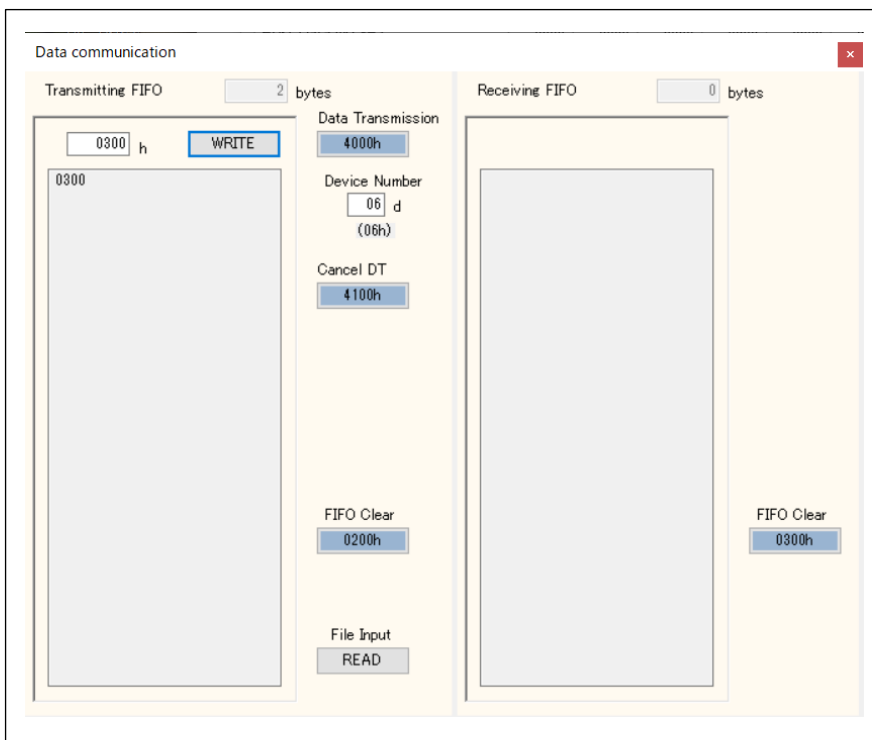 Data communication
×
Transmitting FIFO 2 bytes
Receiving FIFO 0 bytes
Data Transmission
0300 h WRITE 4000h
0300
Device Number
06 d
(06h)
Cancel DT
4100h
FIFO Clear
0200h
FIFO Clear
0300h
File Input
READ